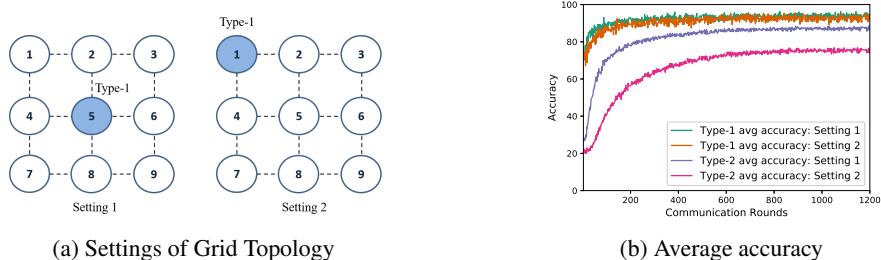 Type-1
1 2 3
Type-1
4 5 6
7 8 9
Setting 1
1 2 3
4 5 6
7 8 9
Setting 2
(a) Settings of Grid Topology
100
80
60
40
20
0
Accuracy
Type-1 avg accuracy: Setting 1
Type-1 avg accuracy: Setting 2
Type-2 avg accuracy: Setting 1
Type-2 avg accuracy: Setting 2
200 400 600 800 1000 1200
Communication Rounds
(b) Average accuracy